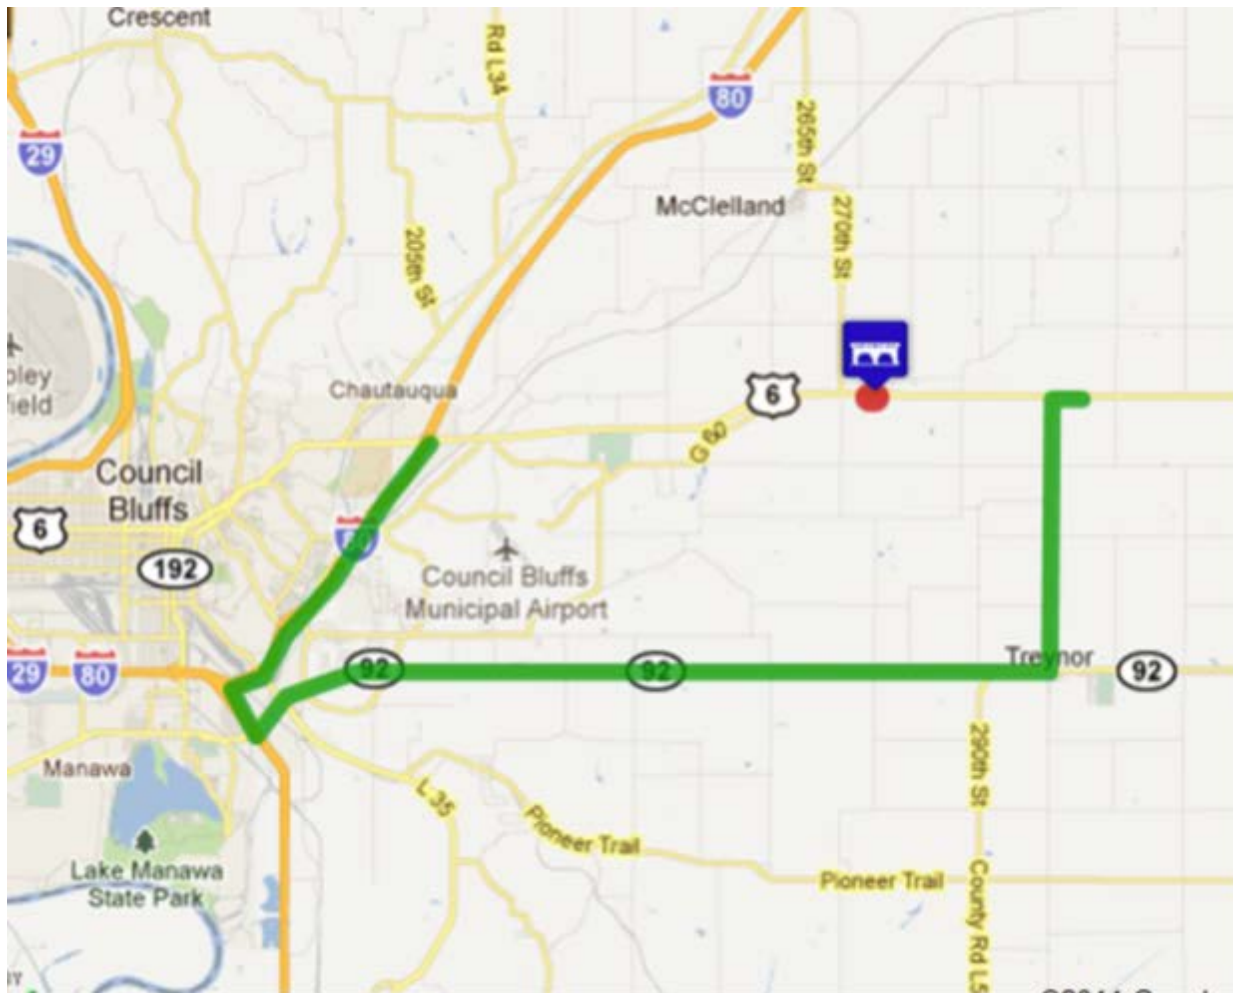 Crescent
Rd L34
80
29
265th St
McClelland
270th St
205th St
Chautauqua
6
G 60
Council
Bluffs
6
80
192
Council Bluffs
Municipal Airport
Treynor
29
80
92
92
92
Manawa
290th St
L 35
Pioneer Trail
Lake Manawa
State Park
Pioneer Trail
County Rd L5